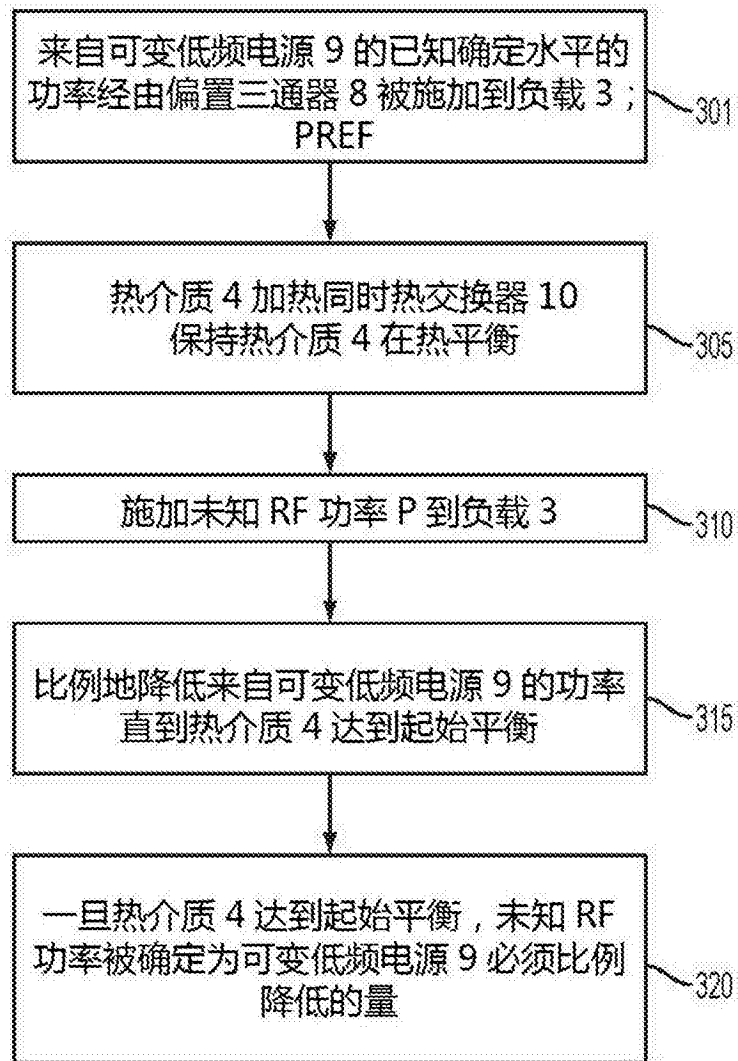 来自可变低频电源 9 的已知确定水平的
功率经由偏置三通器 8 被施加到负载 3；
PREF
301
热介质 4 加热同时热交换器 10
保持热介质 4 在热平衡
305
施加未知 RF 功率 P 到负载 3
310
比例地降低来自可变低频电源 9 的功率
直到热介质 4 达到起始平衡
315
一旦热介质 4 达到起始平衡，未知 RF
功率被确定为可变低频电源 9 必须比例
降低的量
320